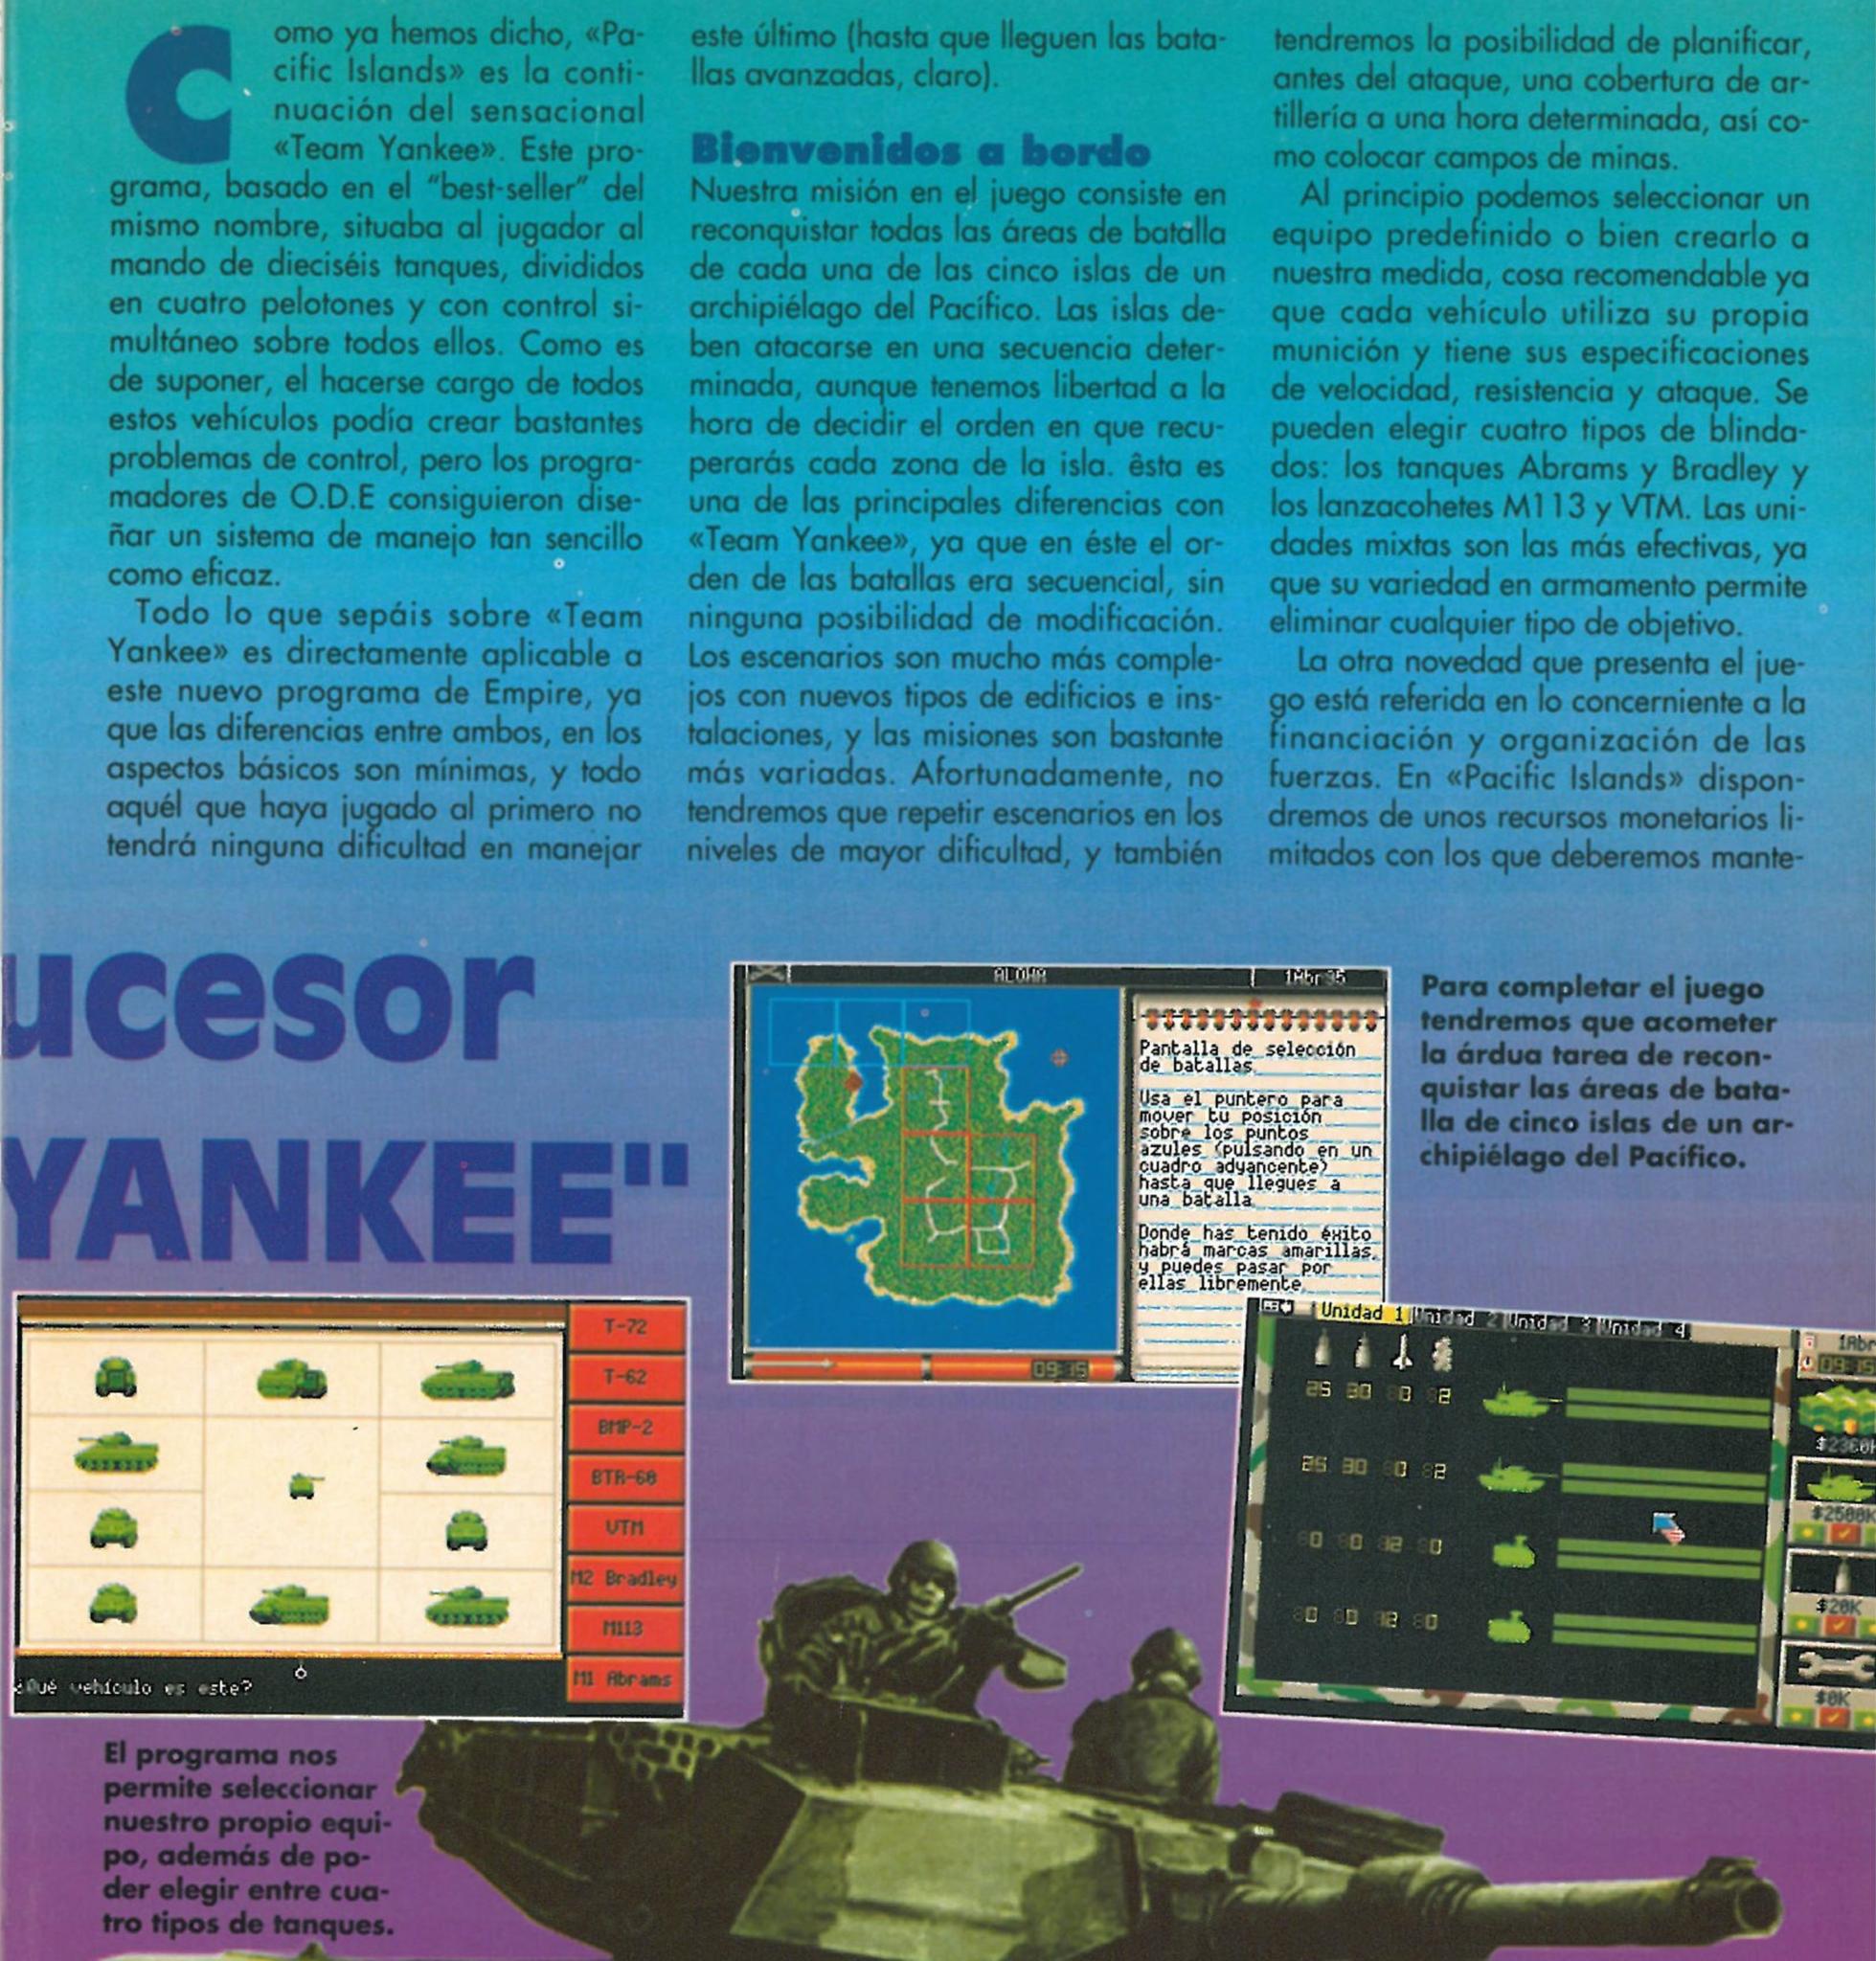 Como ya hemos dicho, «Pa-
cific Islands» es la conti-
nuación del sensacional
«Team Yankee». Este pro-
grama, basado en el "best-seller" del
mismo nombre, situaba al jugador al
mando de dieciséis tanques, divididos
en cuatro pelotones y con control si-
multáneo sobre todos ellos. Como es
de suponer, el hacerse cargo de todos
estos vehículos podía crear bastantes
problemas de control, pero los progra-
madores de O.D.E consiguieron dise-
ñar un sistema de manejo tan sencillo
como eficaz.
Todo lo que sepáis sobre «Team
Yankee» es directamente aplicable a
este nuevo programa de Empire, ya
que las diferencias entre ambos, en los
aspectos básicos son mínimas, y todo
aquél que haya jugado al primero no
tendrá ninguna dificultad en manejar
este último (hasta que lleguen las bata-
llas avanzadas, claro).
Bienvenidos a bordo
Nuestra misión en el juego consiste en
reconquistar todas las áreas de batalla
de cada una de las cinco islas de un
archipiélago del Pacífico. Las islas de-
ben atacarse en una secuencia deter-
minada, aunque tenemos libertad a la
hora de decidir el orden en que recu-
perarás cada zona de la isla. êsta es
una de las principales diferencias con
«Team Yankee», ya que en éste el or-
den de las batallas era secuencial, sin
ninguna posibilidad de modificación.
Los escenarios son mucho más comple-
jos con nuevos tipos de edificios e ins-
talaciones, y las misiones son bastante
más variadas. Afortunadamente, no
tendremos que repetir escenarios en los
niveles de mayor dificultad, y también
tendremos la posibilidad de planificar,
antes del ataque, una cobertura de ar-
tillería a una hora determinada, así co-
mo colocar campos de minas.
Al principio podemos seleccionar un
equipo predefinido o bien crearlo a
nuestra medida, cosa recomendable ya
que cada vehículo utiliza su propia
munición y tiene sus especificaciones
de velocidad, resistencia y ataque. Se
pueden elegir cuatro tipos de blinda-
dos: los tanques Abrams y Bradley y
los lanzacohetes M113 y VTM. Las uni-
dades mixtas son las más efectivas, ya
que su variedad en armamento permite
eliminar cualquier tipo de objetivo.
La otra novedad que presenta el jue-
go está referida en lo concerniente a la
financiación y organización de las
fuerzas. En «Pacific Islands» dispon-
dremos de unos recursos monetarios li-
mitados con los que deberemos mante-
ucesor
YANKEE"
ALOHA
1Abr95
Pantalla de selección
de batallas.
Usa el puntero para
mover tu posición
sobre los puntos
azules (pulsando en un
cuadro adyancente)
hasta que llegues a
una batalla.
Donde has tenido éxito
habrá marcas amarillas,
y puedes pasar por
ellas libremente.
09:15
Para completar el juego
tendremos que acometer
la árdua tarea de recon-
quistar las áreas de bata-
lla de cinco islas de un ar-
chipiélago del Pacífico.
T-72
T-62
BMP-2
BTR-60
VTM
M2 Bradley
M113
M1 Abrams
¿Qué vehículo es este?
Unidad 1 Unidad 2 Unidad 3 Unidad 4
1Abr
09:15
25 30
25 30
$2360K
$2500K
$20K
$0K
El programa nos
permite seleccionar
nuestro propio equi-
po, además de po-
der elegir entre cua-
tro tipos de tanques.